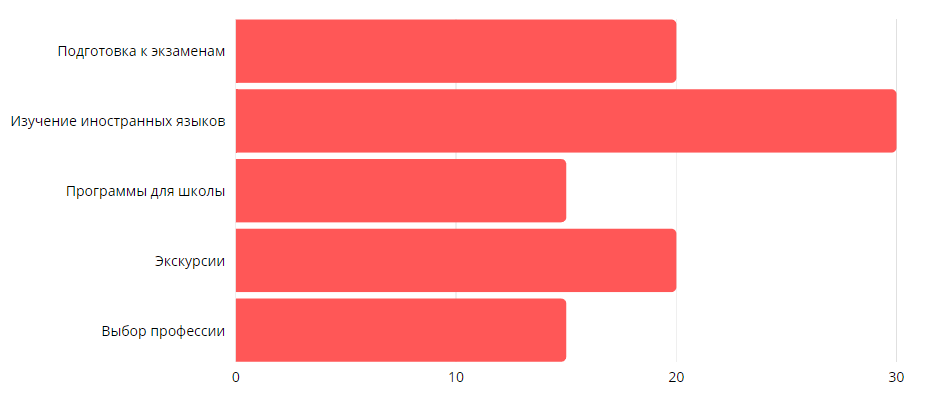 Подготовка к экзаменам
Изучение иностранных языков
Программы для школы
Экскурсии
Выбор профессии
0 10 20 30